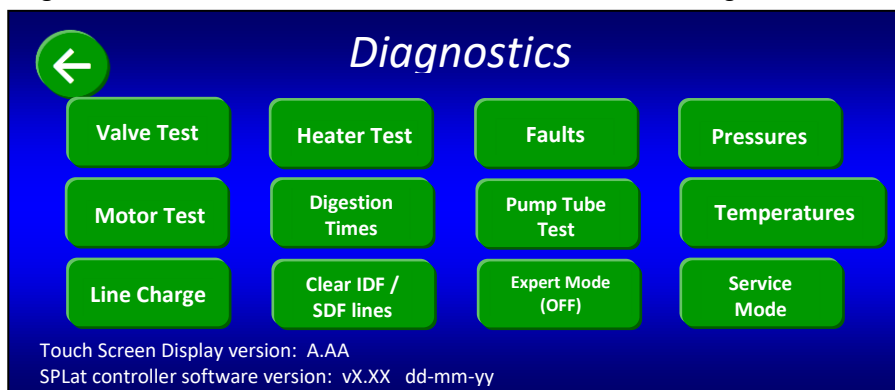 Diagnostics
Valve Test
Heater Test
Faults
Pressures
Motor Test
Digestion
Times
Pump Tube
Test
Temperatures
Line Charge
Clear IDF /
SDF lines
Expert Mode
(OFF)
Service
Mode
Touch Screen Display version: A.AA
SPLat controller software version: vX.XX dd-mm-yy